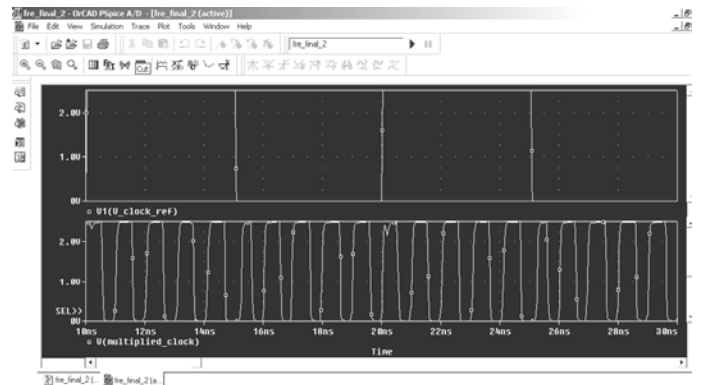 fre_final_2 - OrCAD PSpice A/D - [fre_final_2 (active)]
File Edit View Simulation Trace Plot Tools Window Help
fre_final_2
Cut
2.0V
1.0V
0V
V1(V_clock_ref)
2.0V
1.0V
SEL>>
0V
10ns 12ns 14ns 16ns 18ns 20ns 22ns 24ns 26ns 28ns 30ns
V(multiplied_clock)
Time
fre_final_2 (... fre_final_2 (a...